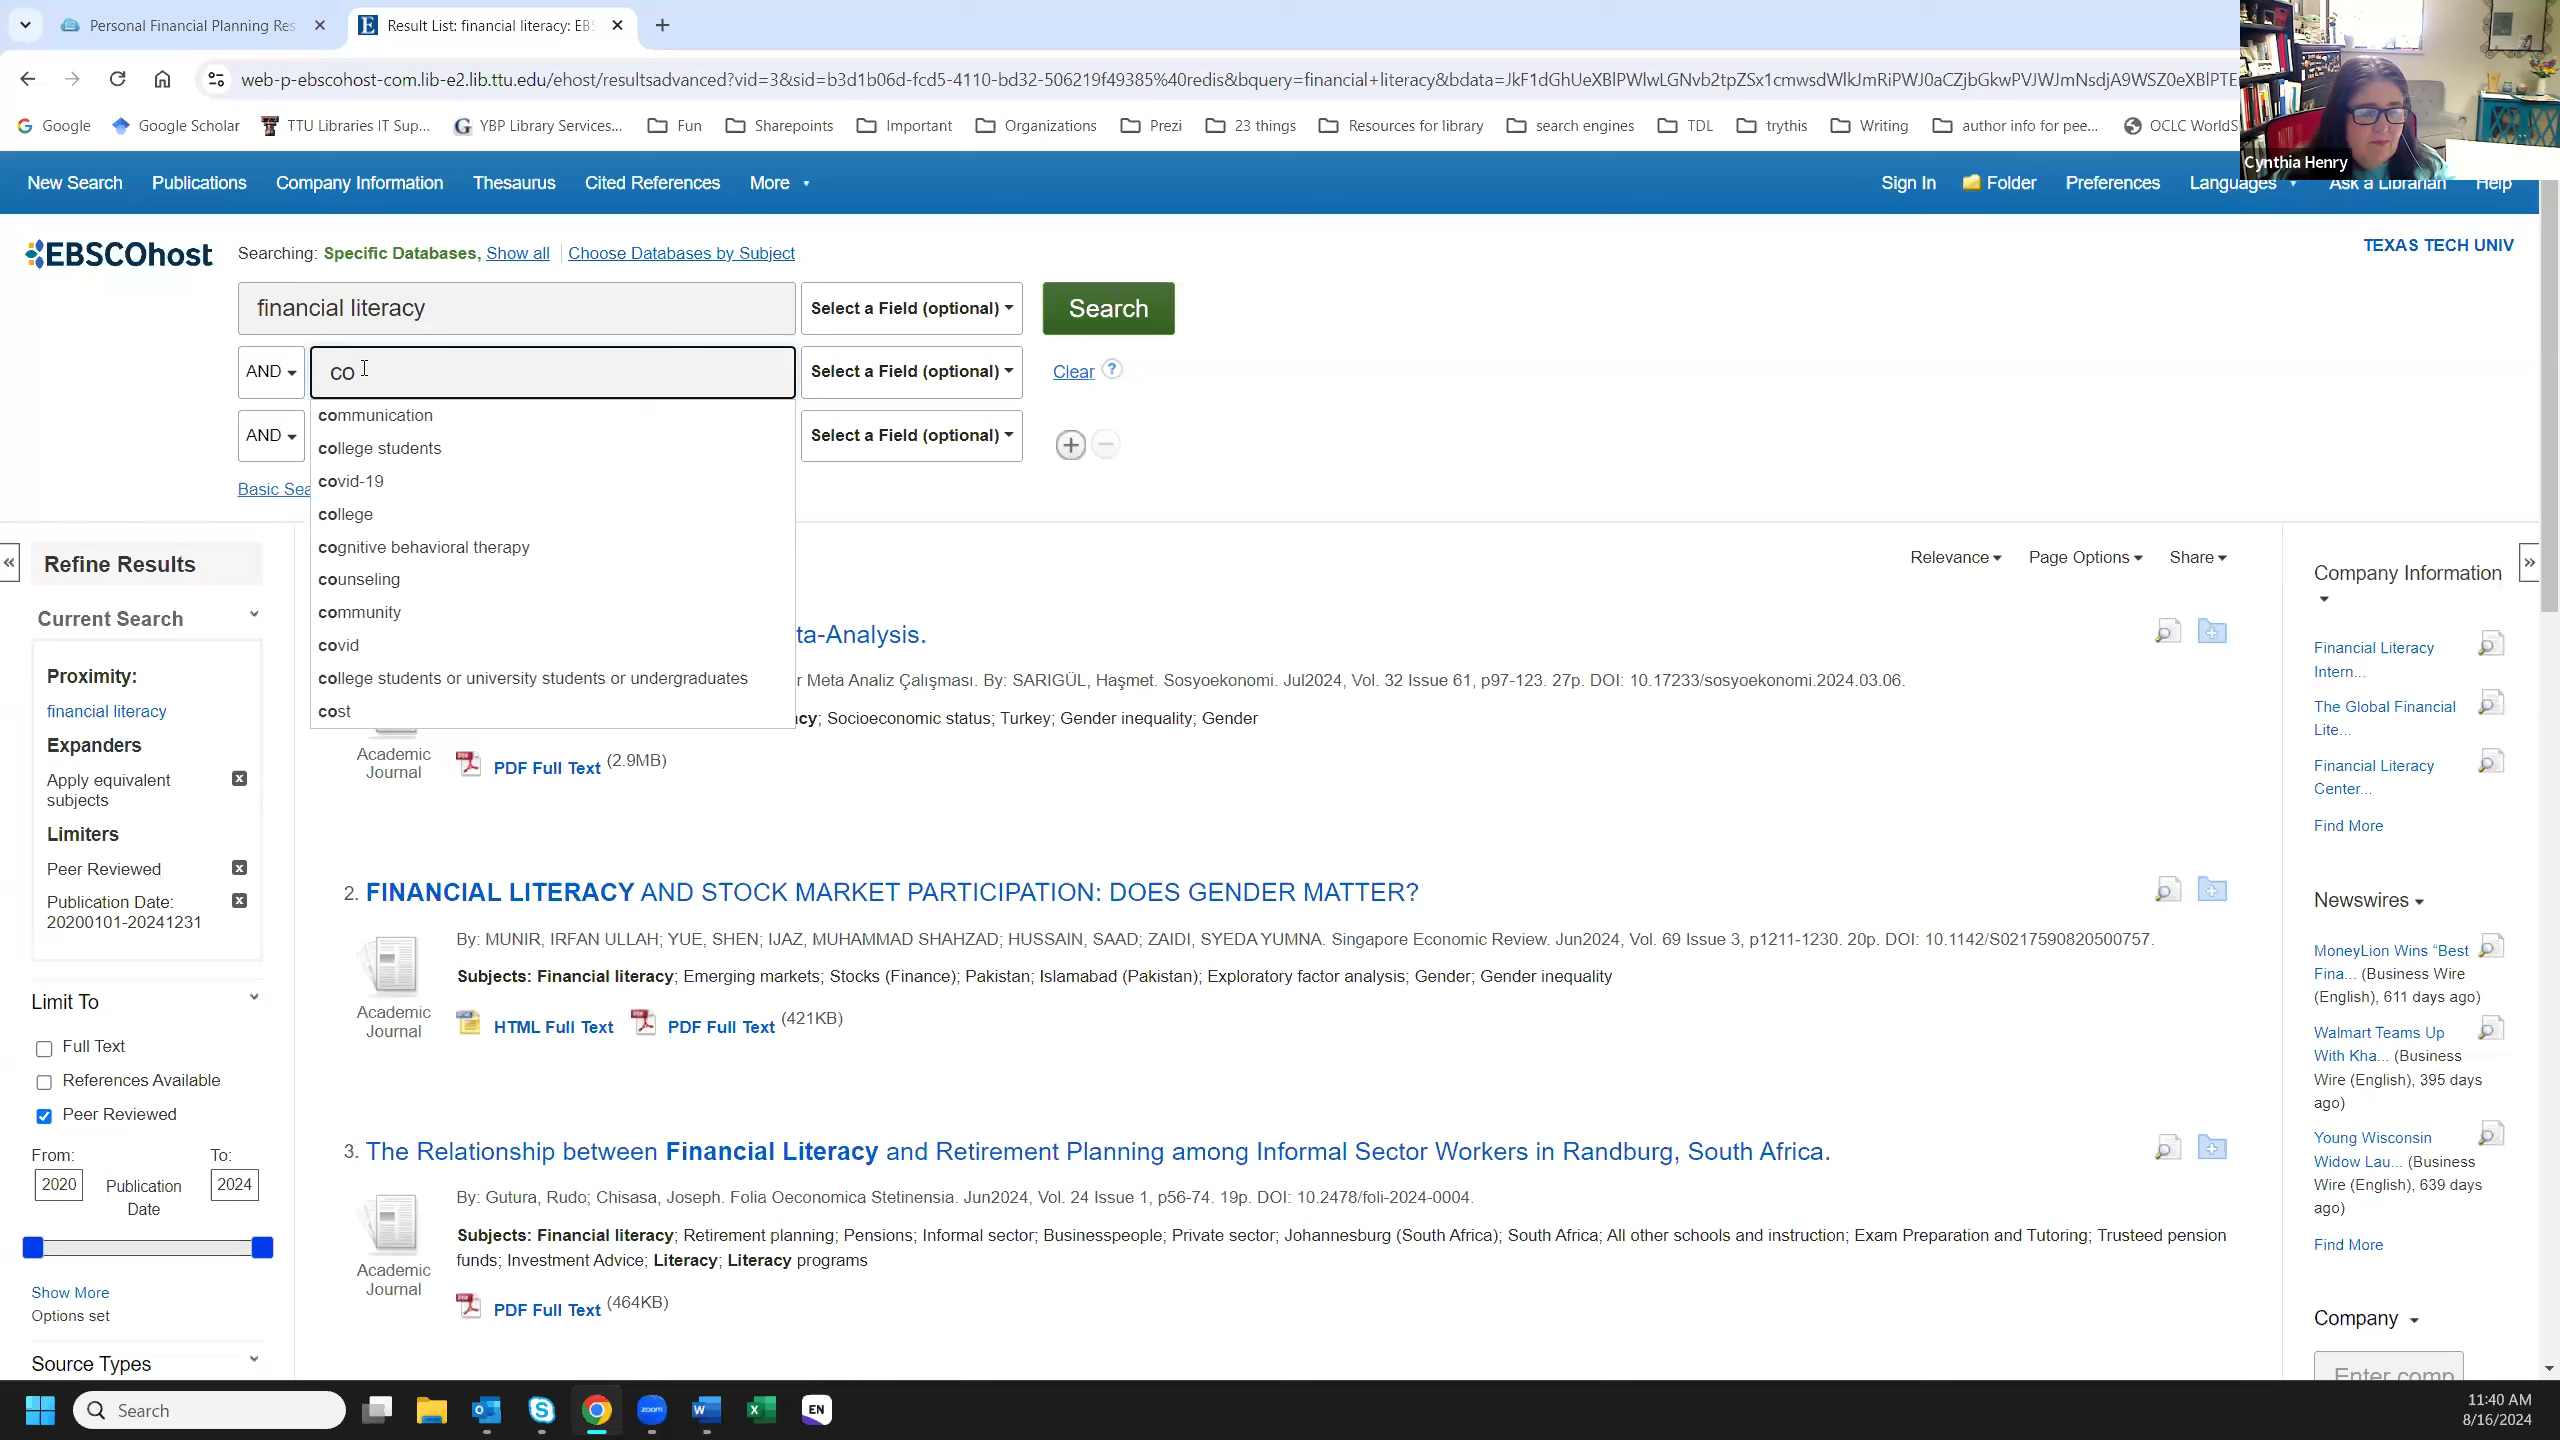 Personal Financial Planning Res
Result List: financial literacy: EBS
web-p-ebscohost-com.lib-e2.lib.ttu.edu/ehost/resultsadvanced?vid=3&sid=b3d1b06d-fcd5-4110-bd32-506219f49385%40redis&bquery=financial+literacy&bdata=JkF1dGhUeXBlPWlwLGNvb2tpZSx1cmwsdWlkJmRiPWJ0aCZjbGkwPVJWJmNsdjA9WSZ0eXBlPTE
Google
Google Scholar
TTU Libraries IT Sup...
YBP Library Services...
Fun
Sharepoints
Important
Organizations
Prezi
23 things
Resources for library
search engines
TDL
trythis
Writing
author info for pee...
OCLC WorldS
Cynthia Henry
New Search
Publications
Company Information
Thesaurus
Cited References
More
Sign In
Folder
Preferences
Languages
Ask a Librarian
Help
EBSCOhost
Searching: Specific Databases, Show all
Choose Databases by Subject
TEXAS TECH UNIV
financial literacy
Select a Field (optional)
Search
AND
co
Select a Field (optional)
Clear
?
AND
Select a Field (optional)
Basic Sea
communication
college students
covid-19
college
cognitive behavioral therapy
counseling
community
covid
college students or university students or undergraduates
cost
Refine Results
Current Search
Proximity:
financial literacy
Expanders
Apply equivalent
subjects
Limiters
Peer Reviewed
Publication Date:
20200101-20241231
Limit To
Full Text
References Available
Peer Reviewed
From:
To:
2020
Publication
Date
2024
Show More
Options set
Source Types
Relevance
Page Options
Share
ta-Analysis.
r Meta Analiz Çalışması. By: SARIGÜL, Haşmet. Sosyoekonomi. Jul2024, Vol. 32 Issue 61, p97-123. 27p. DOI: 10.17233/sosyoekonomi.2024.03.06.
cy; Socioeconomic status; Turkey; Gender inequality; Gender
Academic
Journal
PDF Full Text (2.9MB)
2. FINANCIAL LITERACY AND STOCK MARKET PARTICIPATION: DOES GENDER MATTER?
By: MUNIR, IRFAN ULLAH; YUE, SHEN; IJAZ, MUHAMMAD SHAHZAD; HUSSAIN, SAAD; ZAIDI, SYEDA YUMNA. Singapore Economic Review. Jun2024, Vol. 69 Issue 3, p1211-1230. 20p. DOI: 10.1142/S0217590820500757.
Subjects: Financial literacy; Emerging markets; Stocks (Finance); Pakistan; Islamabad (Pakistan); Exploratory factor analysis; Gender; Gender inequality
Academic
Journal
HTML Full Text
PDF Full Text (421KB)
3. The Relationship between Financial Literacy and Retirement Planning among Informal Sector Workers in Randburg, South Africa.
By: Gutura, Rudo; Chisasa, Joseph. Folia Oeconomica Stetinensia. Jun2024, Vol. 24 Issue 1, p56-74. 19p. DOI: 10.2478/foli-2024-0004.
Subjects: Financial literacy; Retirement planning; Pensions; Informal sector; Businesspeople; Private sector; Johannesburg (South Africa); South Africa; All other schools and instruction; Exam Preparation and Tutoring; Trusteed pension
funds; Investment Advice; Literacy; Literacy programs
Academic
Journal
PDF Full Text (464KB)
Company Information
Financial Literacy
Intern...
The Global Financial
Lite...
Financial Literacy
Center...
Find More
Newswires
MoneyLion Wins "Best
Fina... (Business Wire
(English), 611 days ago)
Walmart Teams Up
With Kha... (Business
Wire (English), 395 days
ago)
Young Wisconsin
Widow Lau... (Business
Wire (English), 639 days
ago)
Find More
Company
Enter comp
Search
zoom
EN
11:40 AM
8/16/2024